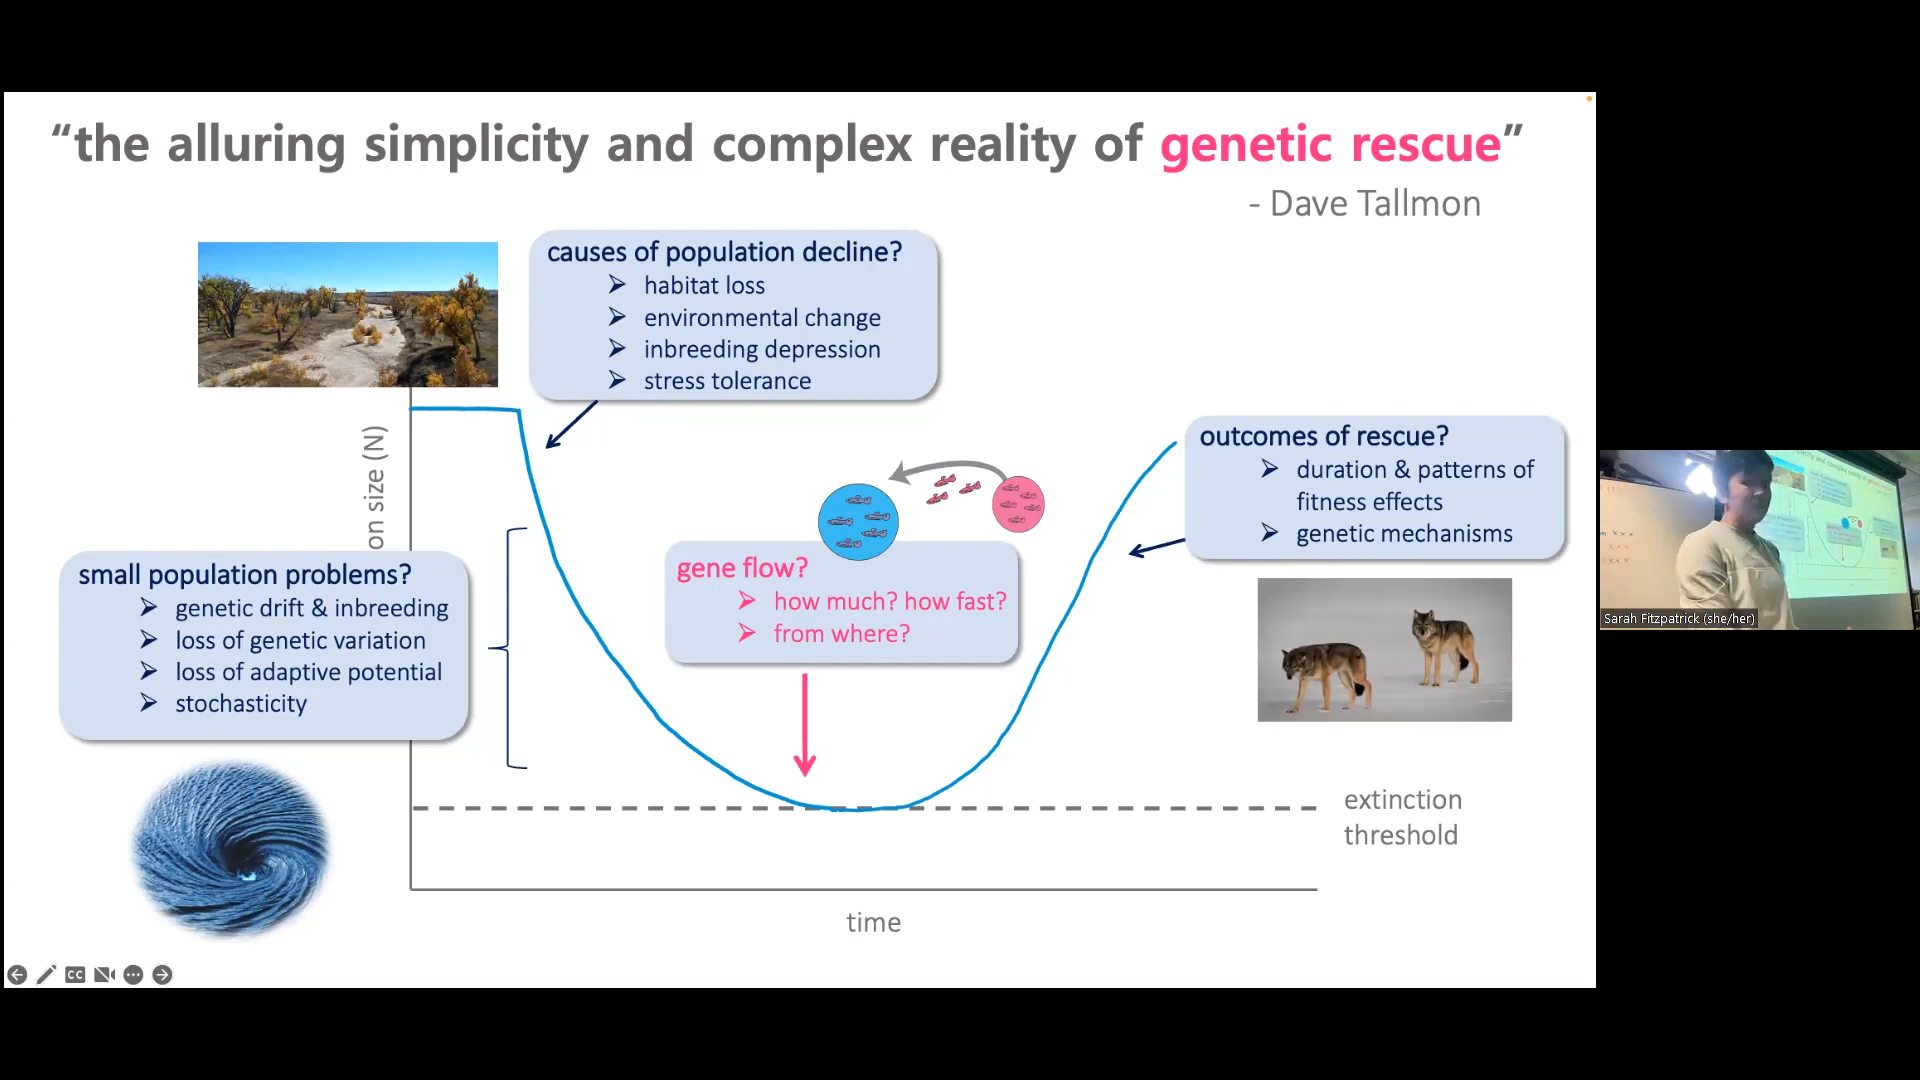 “the alluring simplicity and complex reality of genetic rescue”
- Dave Tallmon
causes of population decline?
habitat loss
environmental change
inbreeding depression
stress tolerance
on size (N)
outcomes of rescue?
duration & patterns of
fitness effects
genetic mechanisms
small population problems?
genetic drift & inbreeding
loss of genetic variation
loss of adaptive potential
stochasticity
gene flow?
how much? how fast?
from where?
extinction
threshold
time
CC
Sarah Fitzpatrick (she/her)